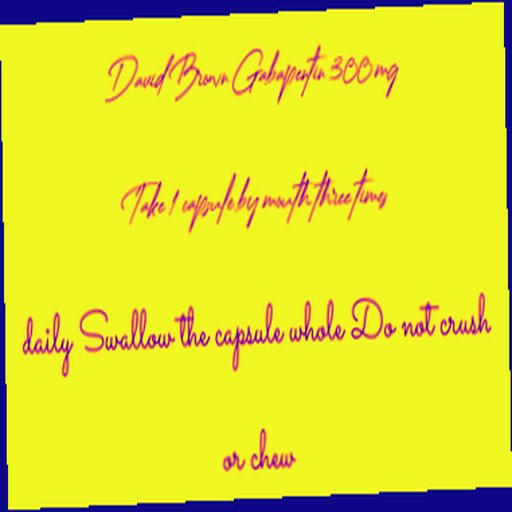 David Brown Gabapentin 300 mg
Take 1 capsule by mouth three times
daily Swallow the capsule whole Do not crush
or chew